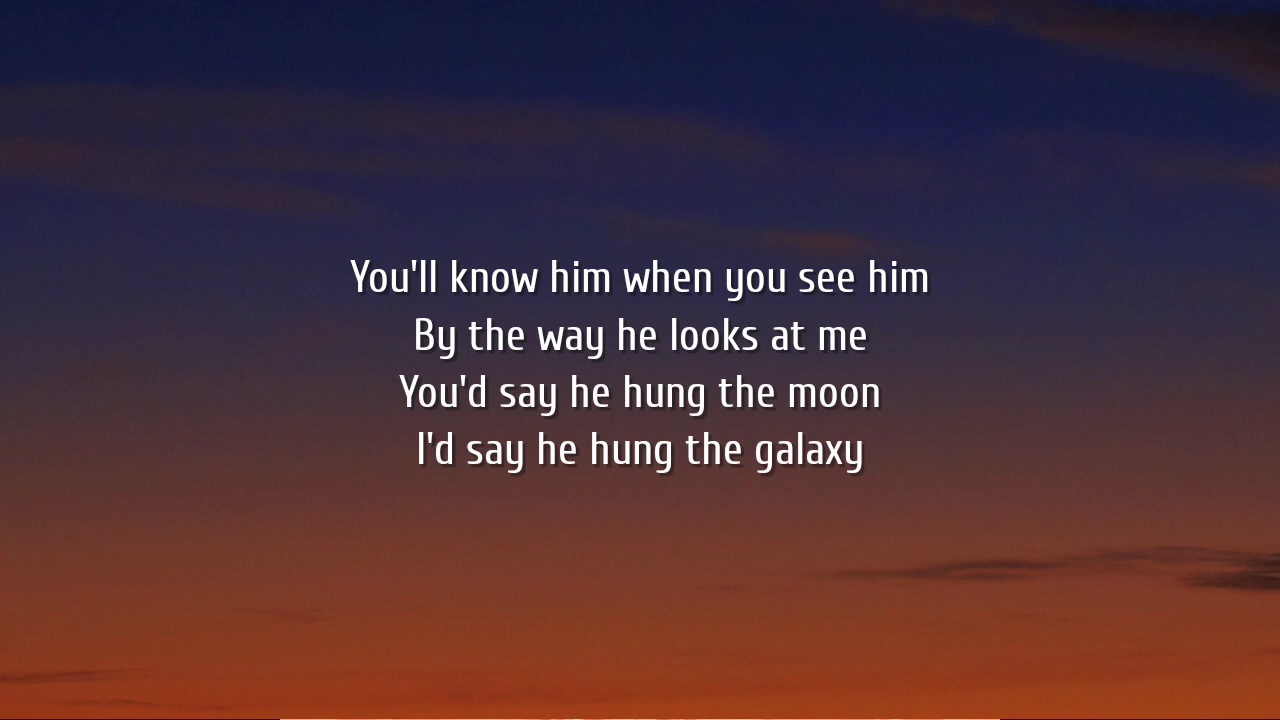 You'll know him when you see him
By the way he looks at me
You'd say he hung the moon
I'd say he hung the galaxy